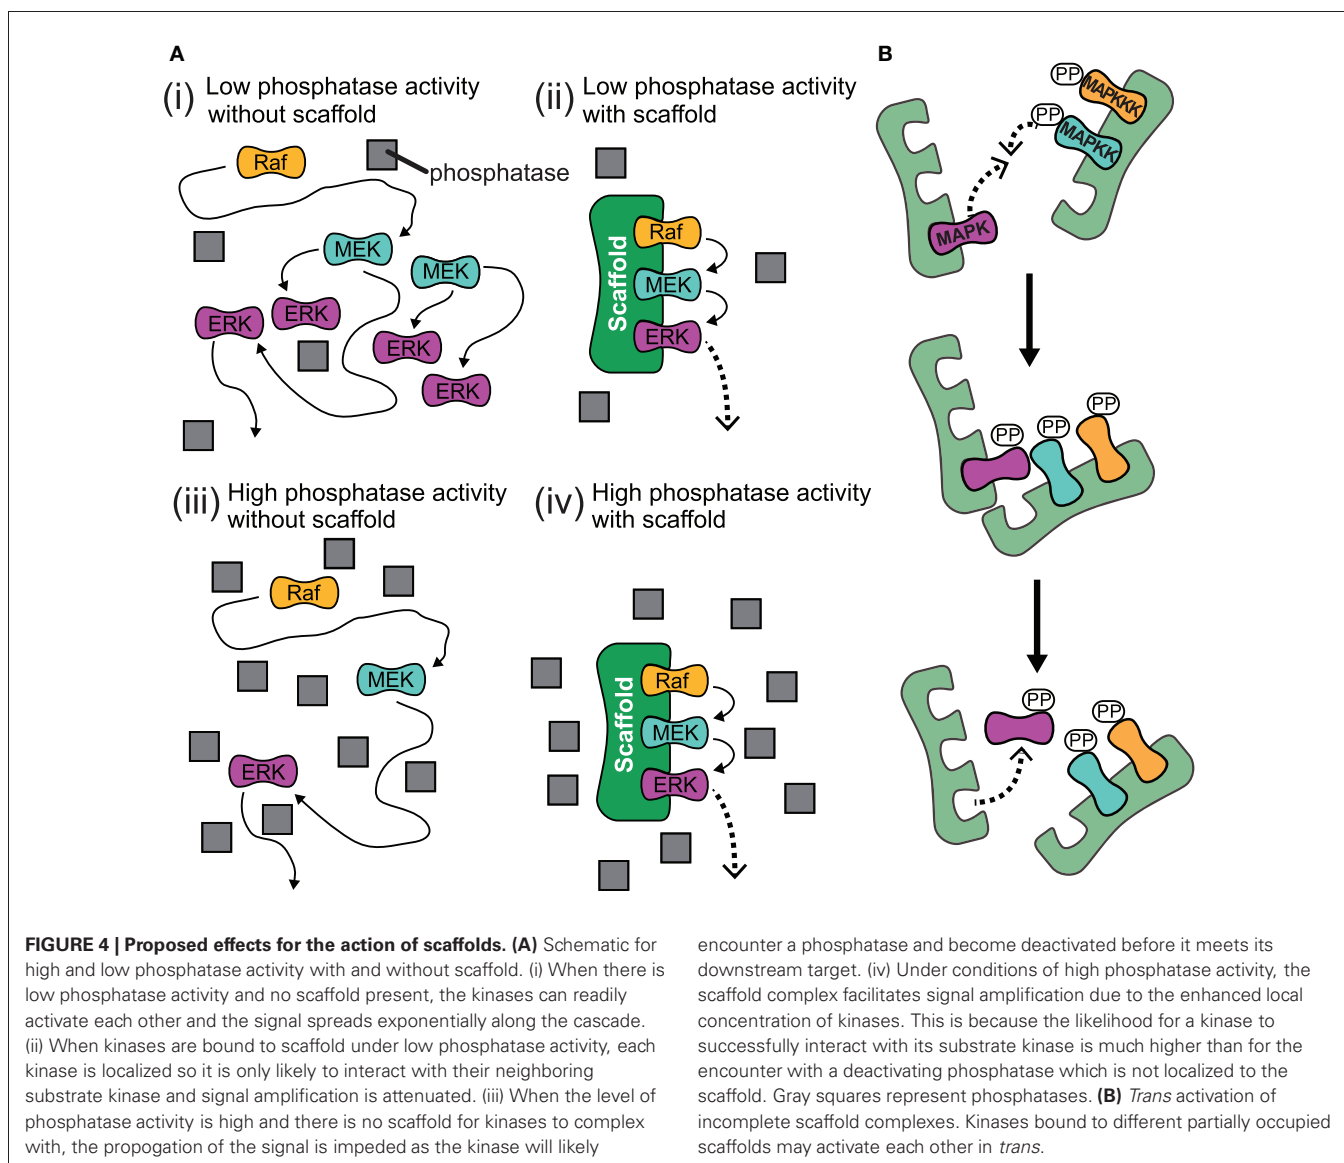 A
(i) Low phosphatase activity
without scaffold
Raf
phosphatase
MEK
MEK
ERK
ERK
ERK
ERK
(ii) Low phosphatase activity
with scaffold
Scaffold
Raf
MEK
ERK
(iii) High phosphatase activity
without scaffold
Raf
MEK
ERK
(iv) High phosphatase activity
with scaffold
Scaffold
Raf
MEK
ERK
B
PP
MAPKKK
PP
MAPKK
MAPK
PP
PP
PP
PP
PP
PP
FIGURE 4 | Proposed effects for the action of scaffolds. (A) Schematic for
high and low phosphatase activity with and without scaffold. (i) When there is
low phosphatase activity and no scaffold present, the kinases can readily
activate each other and the signal spreads exponentially along the cascade.
(ii) When kinases are bound to scaffold under low phosphatase activity, each
kinase is localized so it is only likely to interact with their neighboring
substrate kinase and signal amplification is attenuated. (iii) When the level of
phosphatase activity is high and there is no scaffold for kinases to complex
with, the propogation of the signal is impeded as the kinase will likely
encounter a phosphatase and become deactivated before it meets its
downstream target. (iv) Under conditions of high phosphatase activity, the
scaffold complex facilitates signal amplification due to the enhanced local
concentration of kinases. This is because the likelihood for a kinase to
successfully interact with its substrate kinase is much higher than for the
encounter with a deactivating phosphatase which is not localized to the
scaffold. Gray squares represent phosphatases. (B) Trans activation of
incomplete scaffold complexes. Kinases bound to different partially occupied
scaffolds may activate each other in trans.